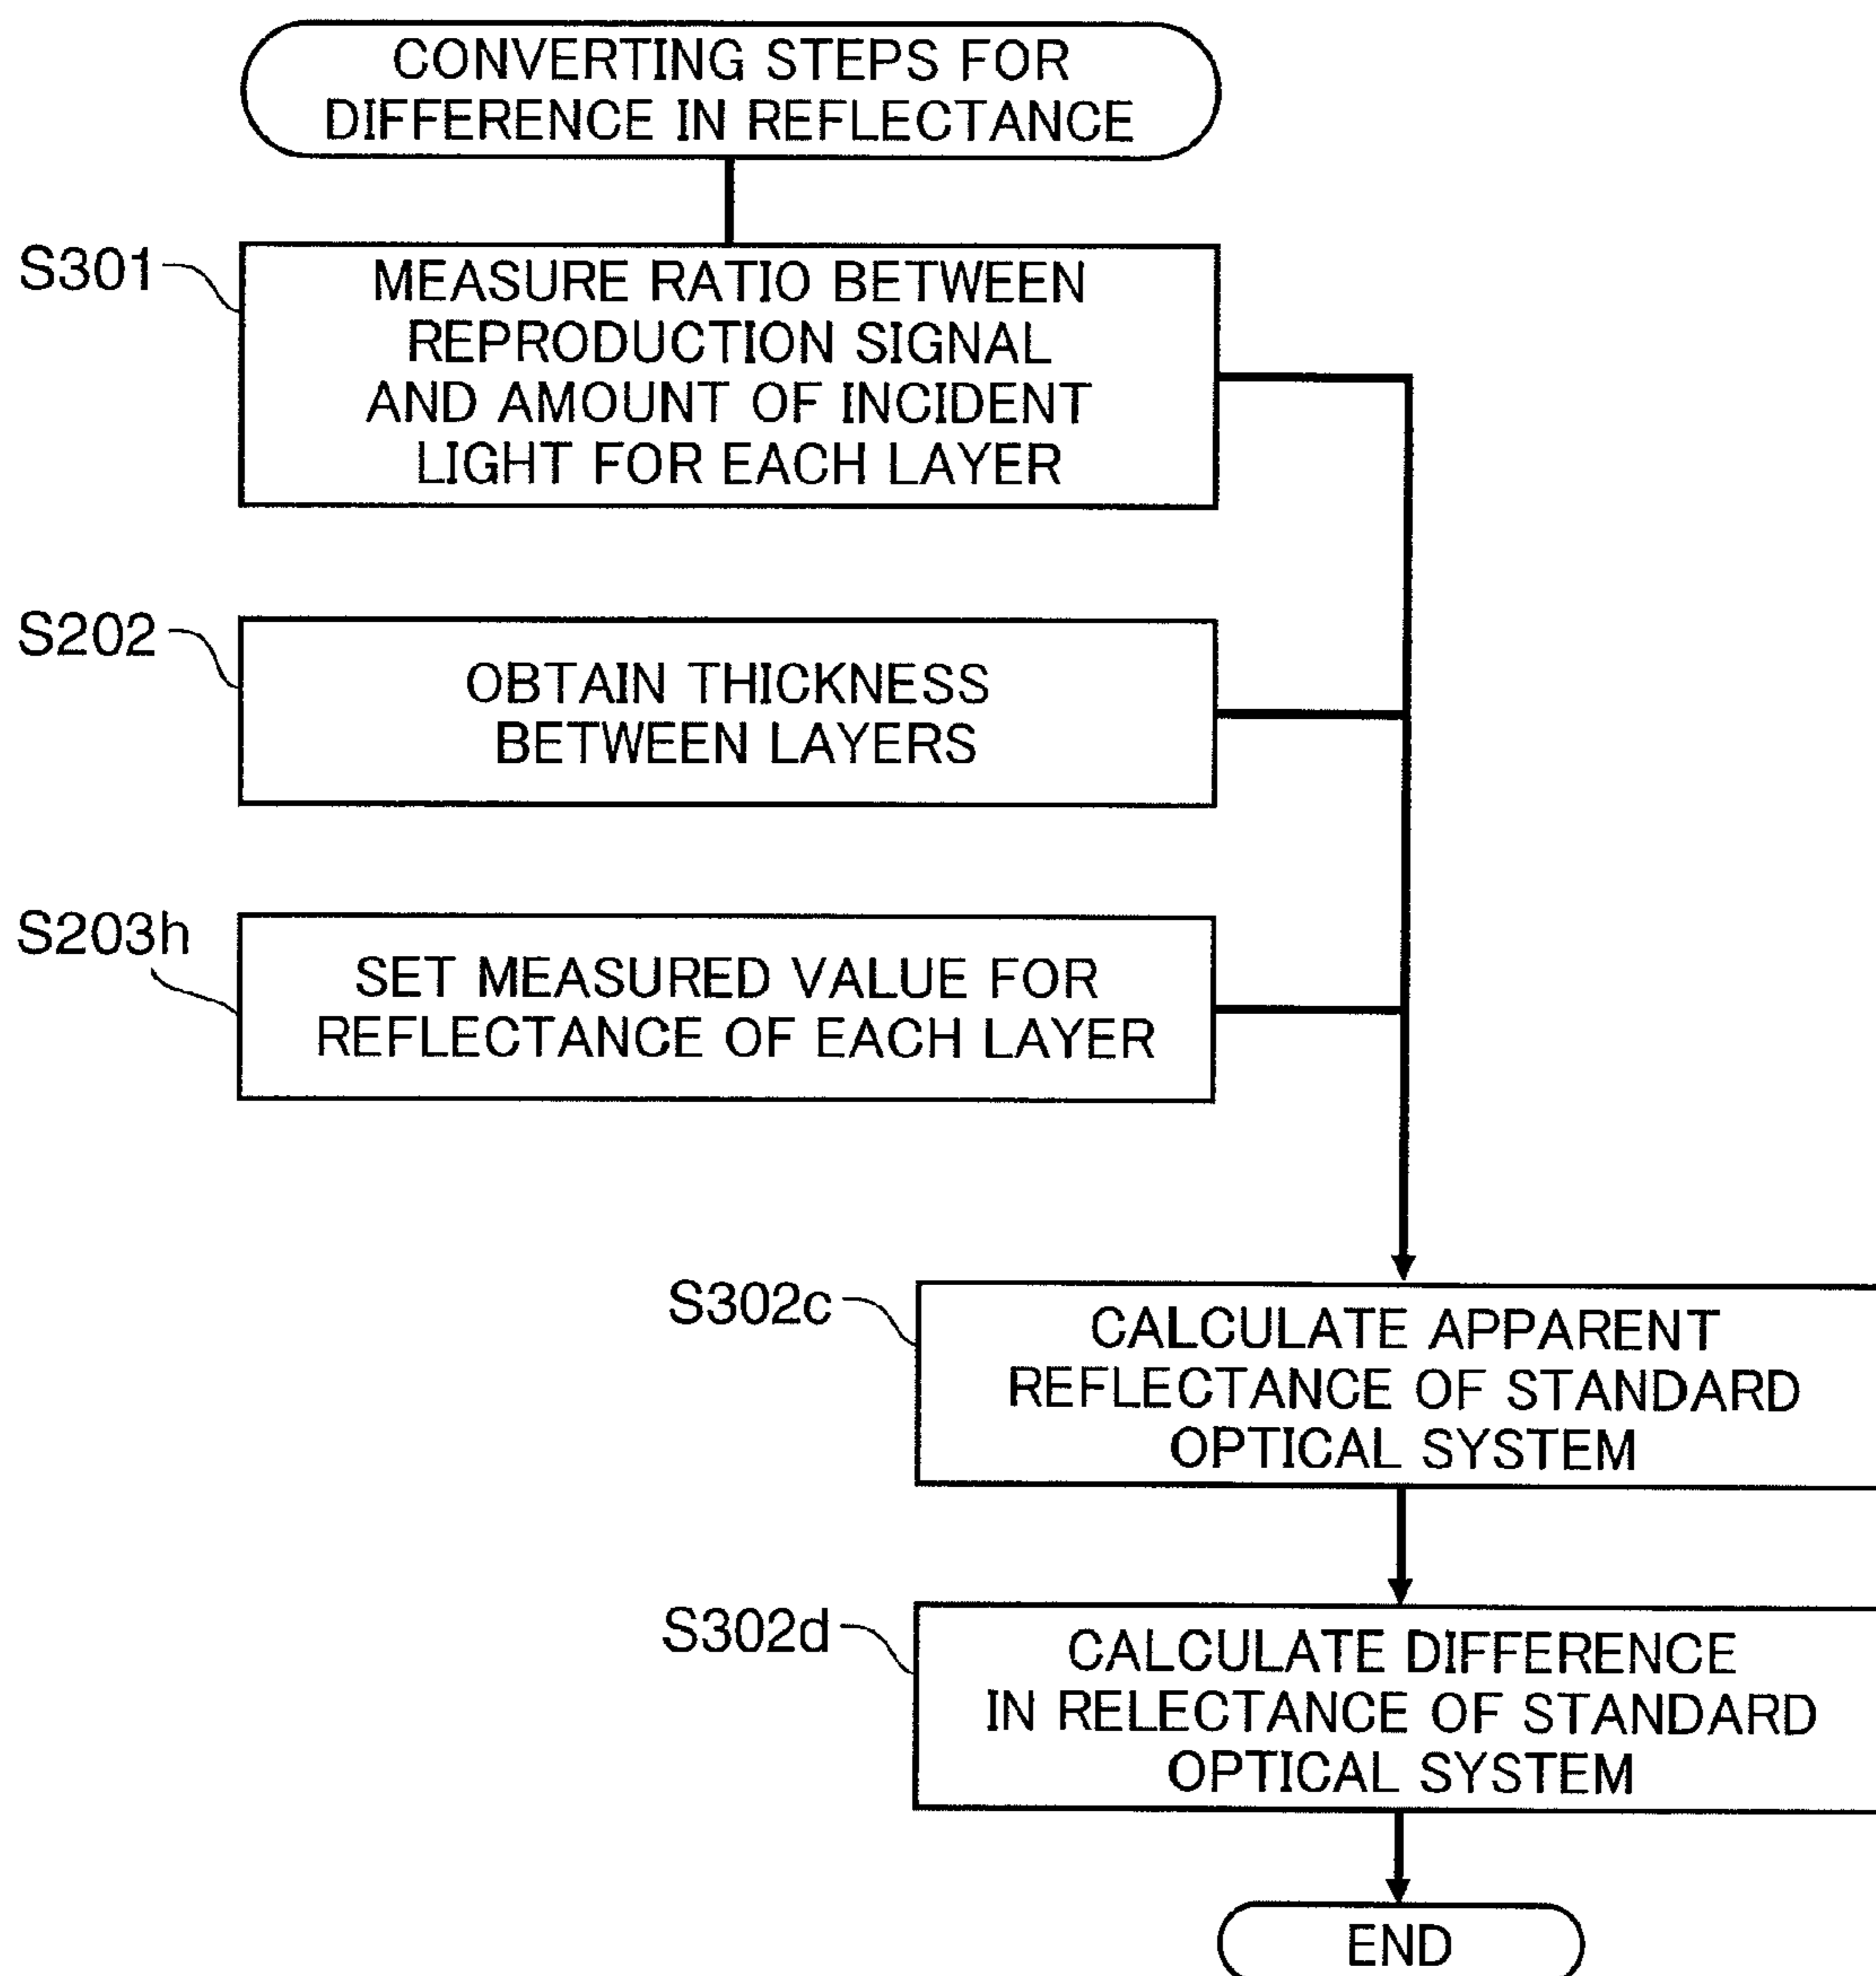 CONVERTING STEPS FOR
DIFFERENCE IN REFLECTANCE
S301
MEASURE RATIO BETWEEN
REPRODUCTION SIGNAL
AND AMOUNT OF INCIDENT
LIGHT FOR EACH LAYER
S202
OBTAIN THICKNESS
BETWEEN LAYERS
S203h
SET MEASURED VALUE FOR
REFLECTANCE OF EACH LAYER
S302c
CALCULATE APPARENT
REFLECTANCE OF STANDARD
OPTICAL SYSTEM
S302d
CALCULATE DIFFERENCE
IN RELECTANCE OF STANDARD
OPTICAL SYSTEM
END